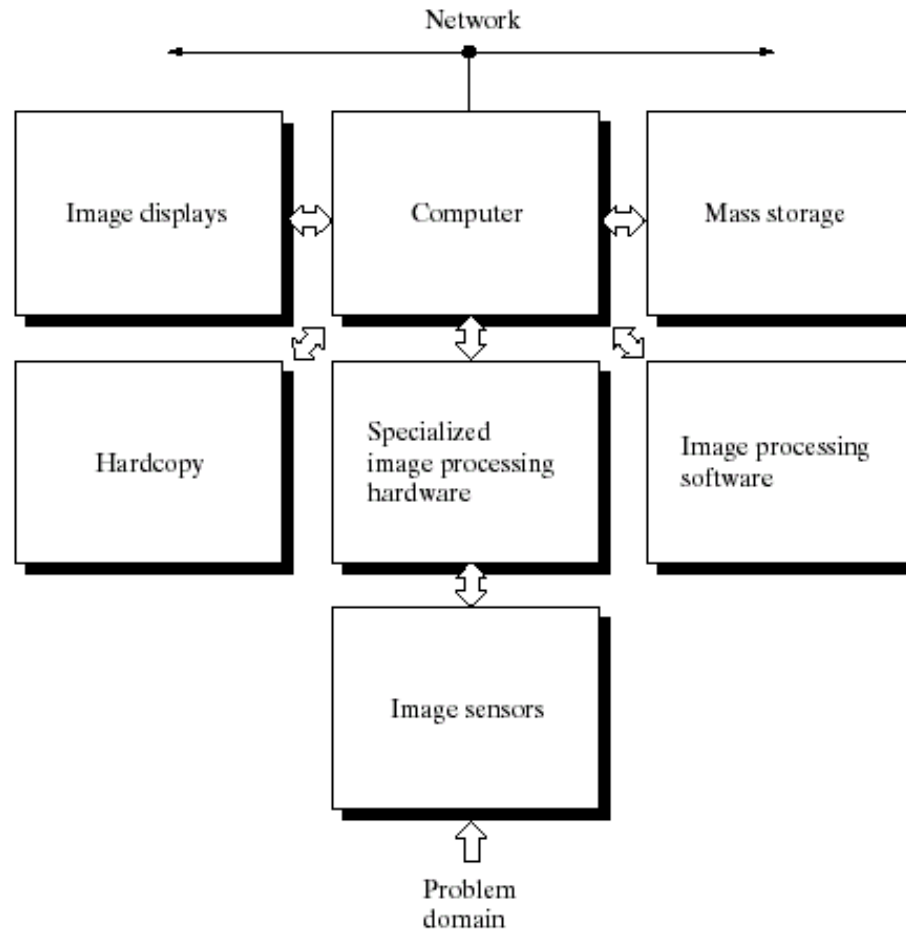 Network
Image displays
Computer
Mass storage
Hardcopy
Specialized
image processing
hardware
Image processing
software
Image sensors
Problem
domain